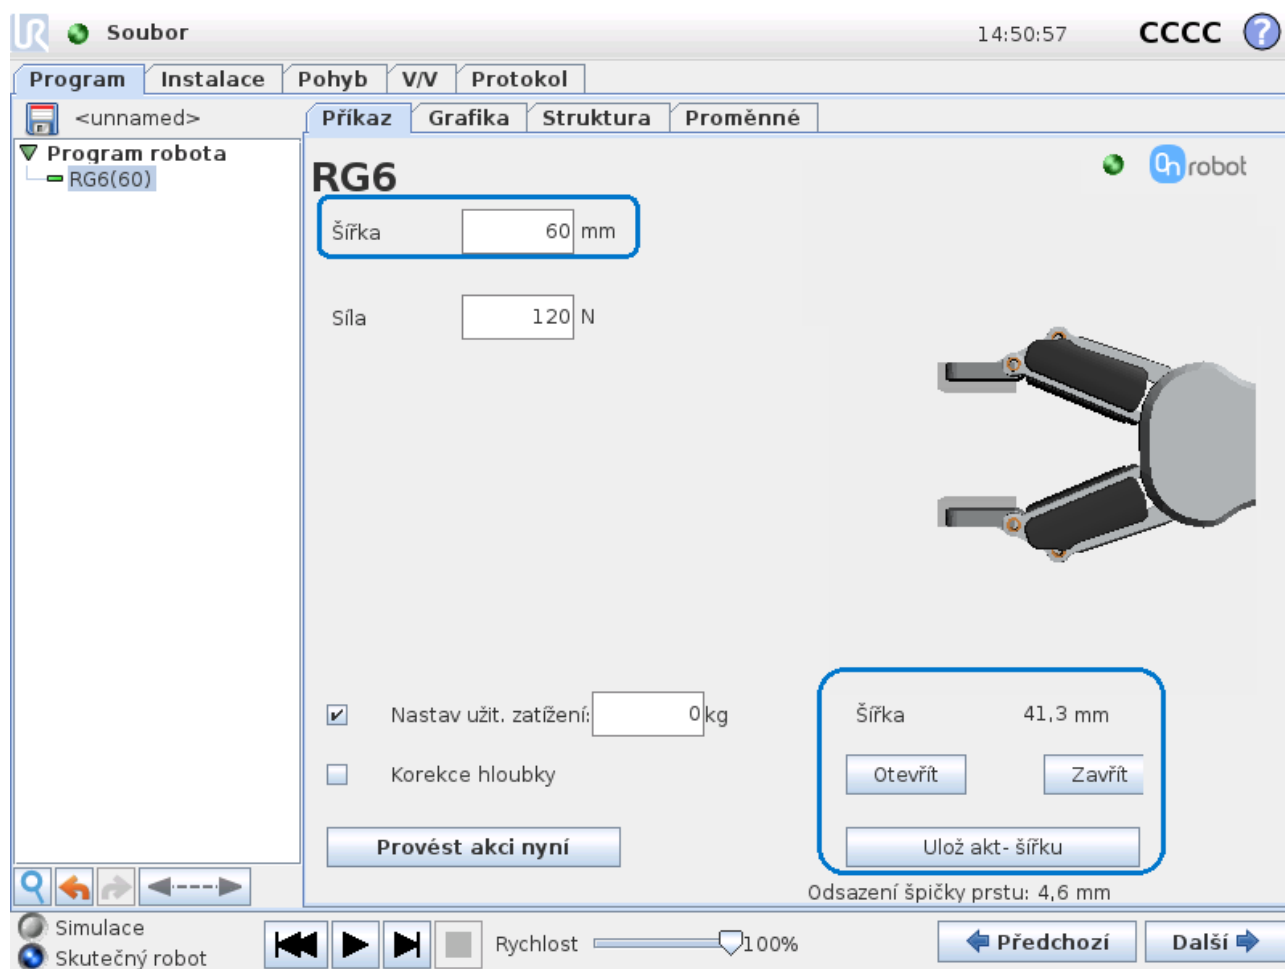 UR Soubor 14:50:57 CCCC ?
Program Instalace Pohyb V/V Protokol
<unnamed> Příkaz Grafika Struktura Proměnné
Program robota
RG6(60)
RG6
On robot
Šířka 60 mm
Síla 120 N
Nastav užit. zatížení: 0 kg
Korekce hloubky
Provést akci nyní
Šířka 41,3 mm
Otevřít Zavřít
Ulož akt- šířku
Odsazení špičky prstu: 4,6 mm
Simulace
Skutečný robot
Rychlost 100%
Předchozí Další